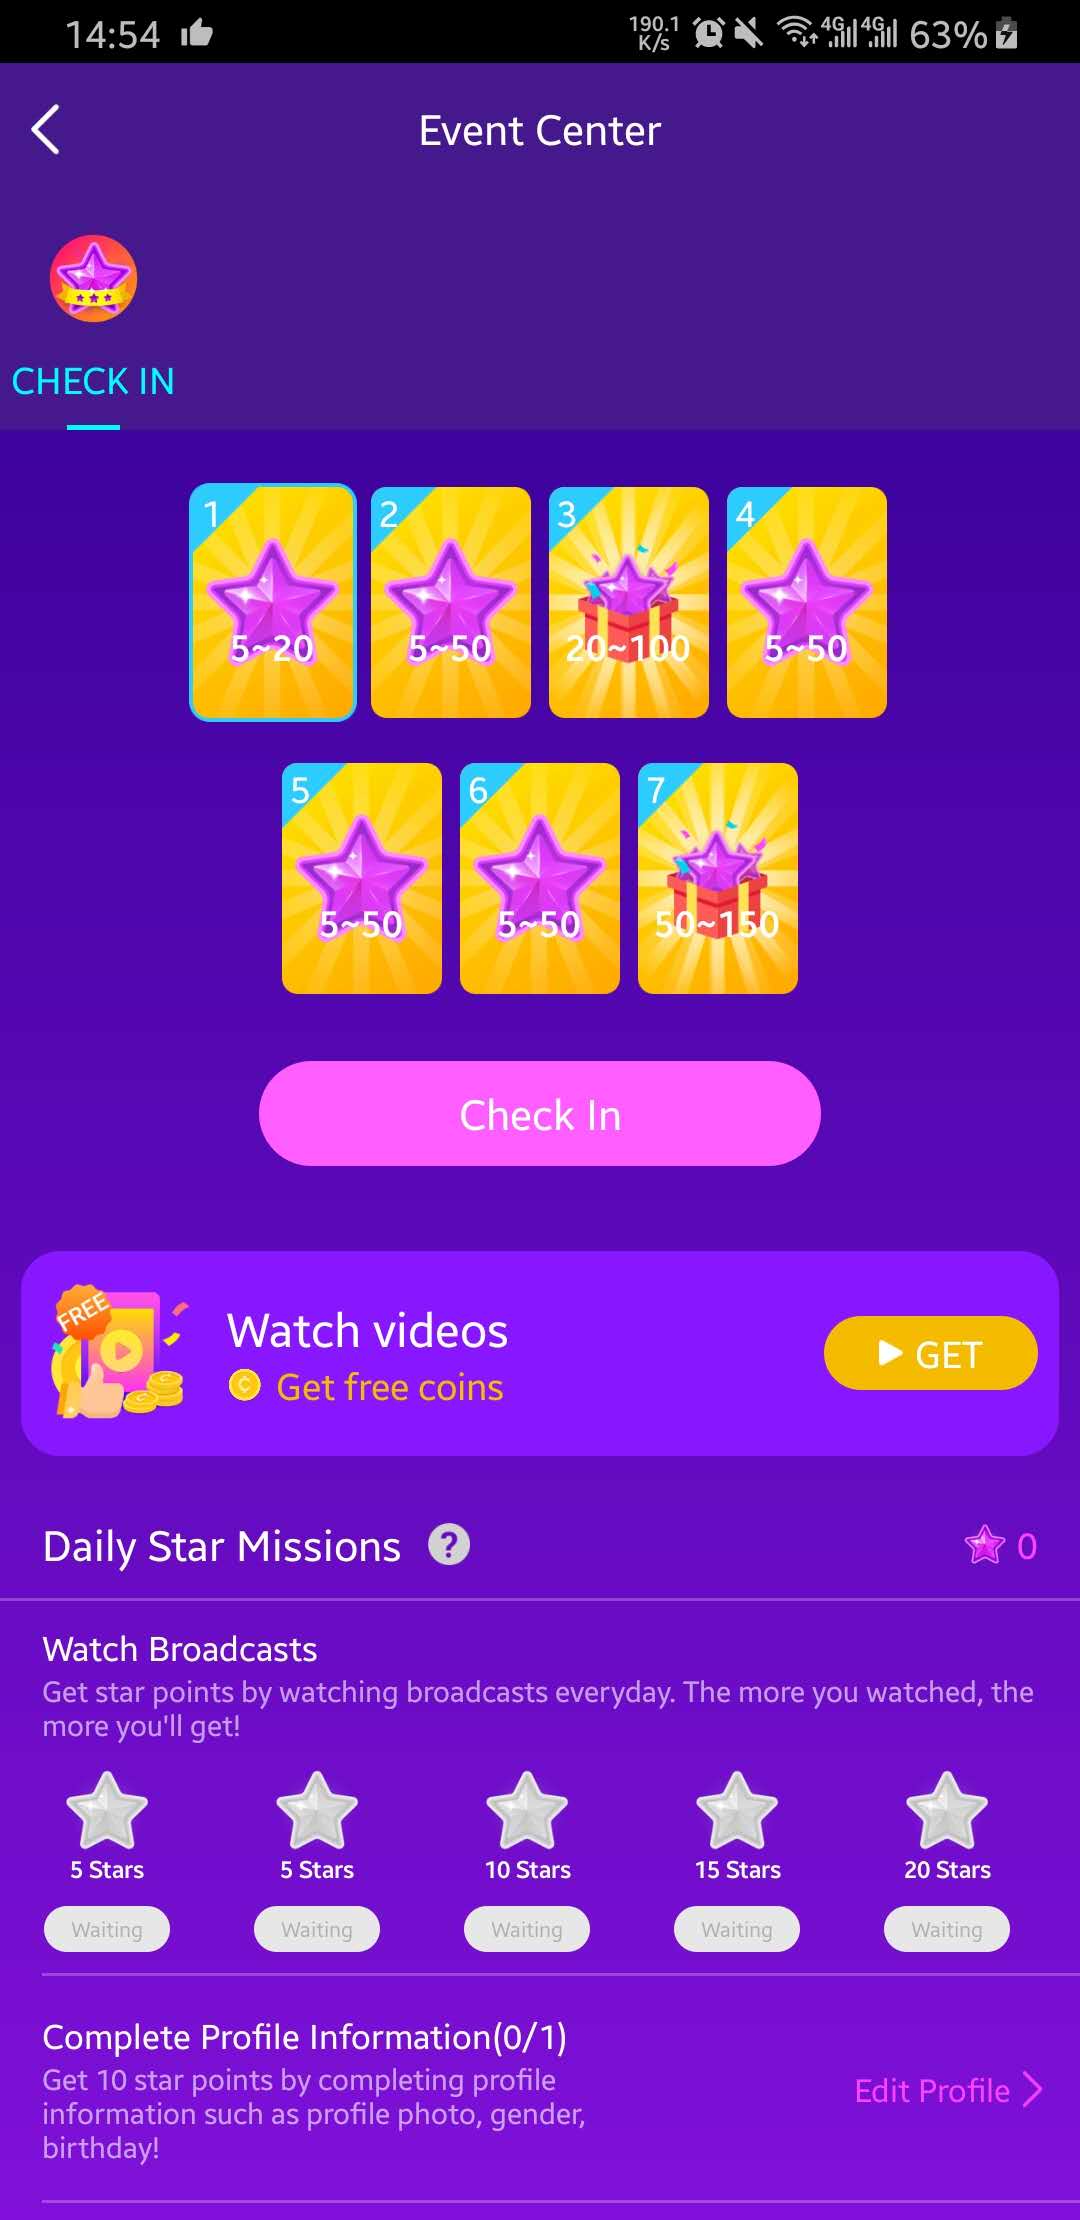 14:54 190.1 K/s 4G 4G 63%
Event Center
CHECK IN
1 2 3 4
5~20 5~50 20~100 5~50
5 6 7
5~50 5~50 50~150
Check In
FREE
Watch videos
Get free coins
GET
Daily Star Missions ? 0
Watch Broadcasts
Get star points by watching broadcasts everyday. The more you watched, the
more you'll get!
5 Stars 5 Stars 10 Stars 15 Stars 20 Stars
Waiting Waiting Waiting Waiting Waiting
Complete Profile Information(0/1)
Get 10 star points by completing profile
information such as profile photo, gender,
birthday!
Edit Profile